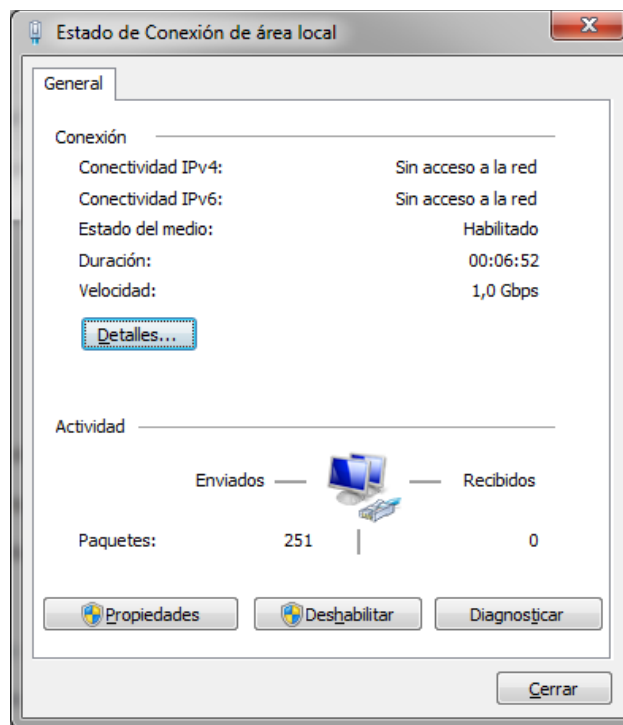 Estado de Conexión de área local
General
Conexión
Conectividad IPv4: Sin acceso a la red
Conectividad IPv6: Sin acceso a la red
Estado del medio: Habilitado
Duración: 00:06:52
Velocidad: 1,0 Gbps
Detalles...
Actividad
Enviados Recibidos
Paquetes: 251 0
Propiedades Deshabilitar Diagnosticar
Cerrar